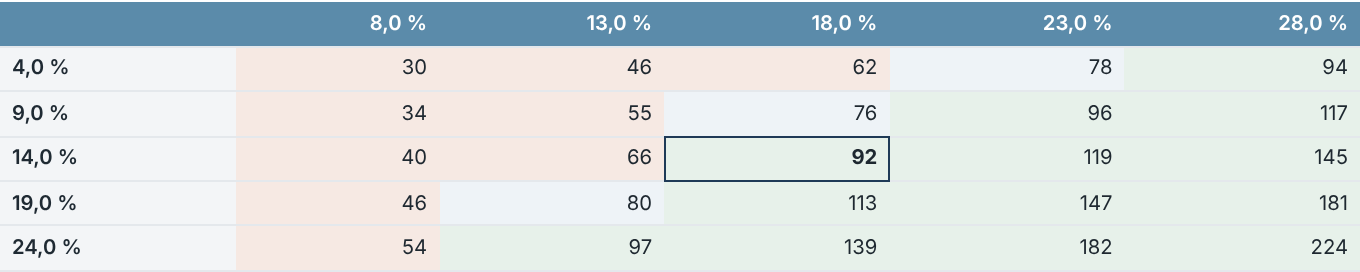 8,0 % 13,0 % 18,0 % 23,0 % 28,0 %
4,0 % 30 46 62 78 94
9,0 % 34 55 76 96 117
14,0 % 40 66 92 119 145
19,0 % 46 80 113 147 181
24,0 % 54 97 139 182 224